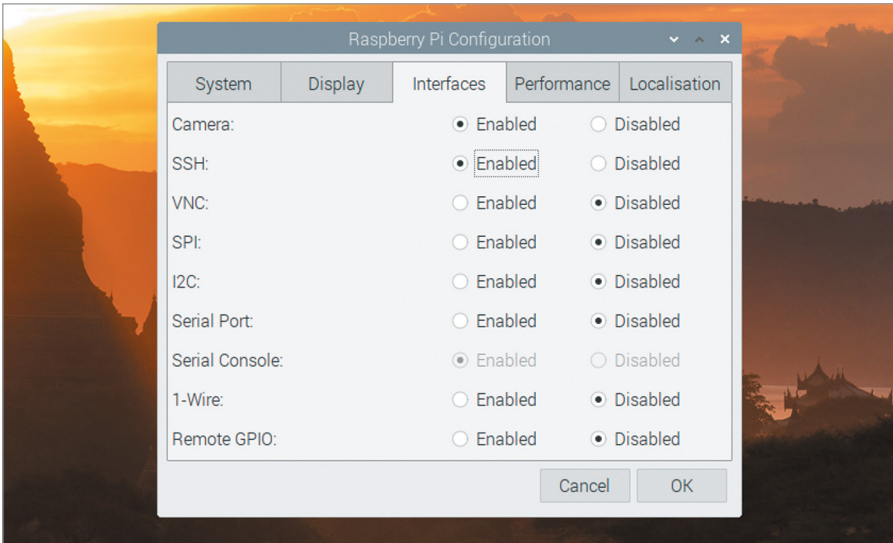 Raspberry Pi Configuration
System Display Interfaces Performance Localisation
Camera: Enabled Disabled
SSH: Enabled Disabled
VNC: Enabled Disabled
SPI: Enabled Disabled
I2C: Enabled Disabled
Serial Port: Enabled Disabled
Serial Console: Enabled Disabled
1-Wire: Enabled Disabled
Remote GPIO: Enabled Disabled
Cancel OK